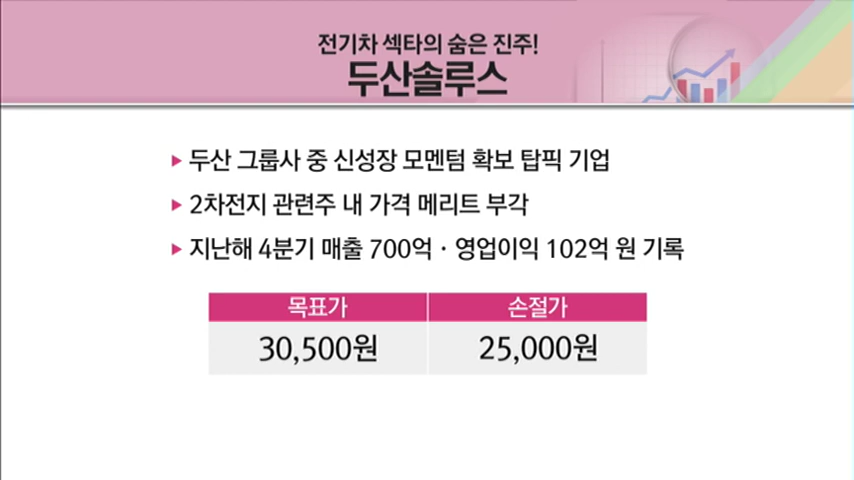 전기차 섹타의 숨은 진주!
두산솔루스
▶ 두산 그룹사 중 신성장 모멘텀 확보 탑픽 기업
▶ 2차전지 관련주 내 가격 메리트 부각
▶ 지난해 4분기 매출 700억 · 영업이익 102억 원 기록
목표가 손절가
30,500원 25,000원